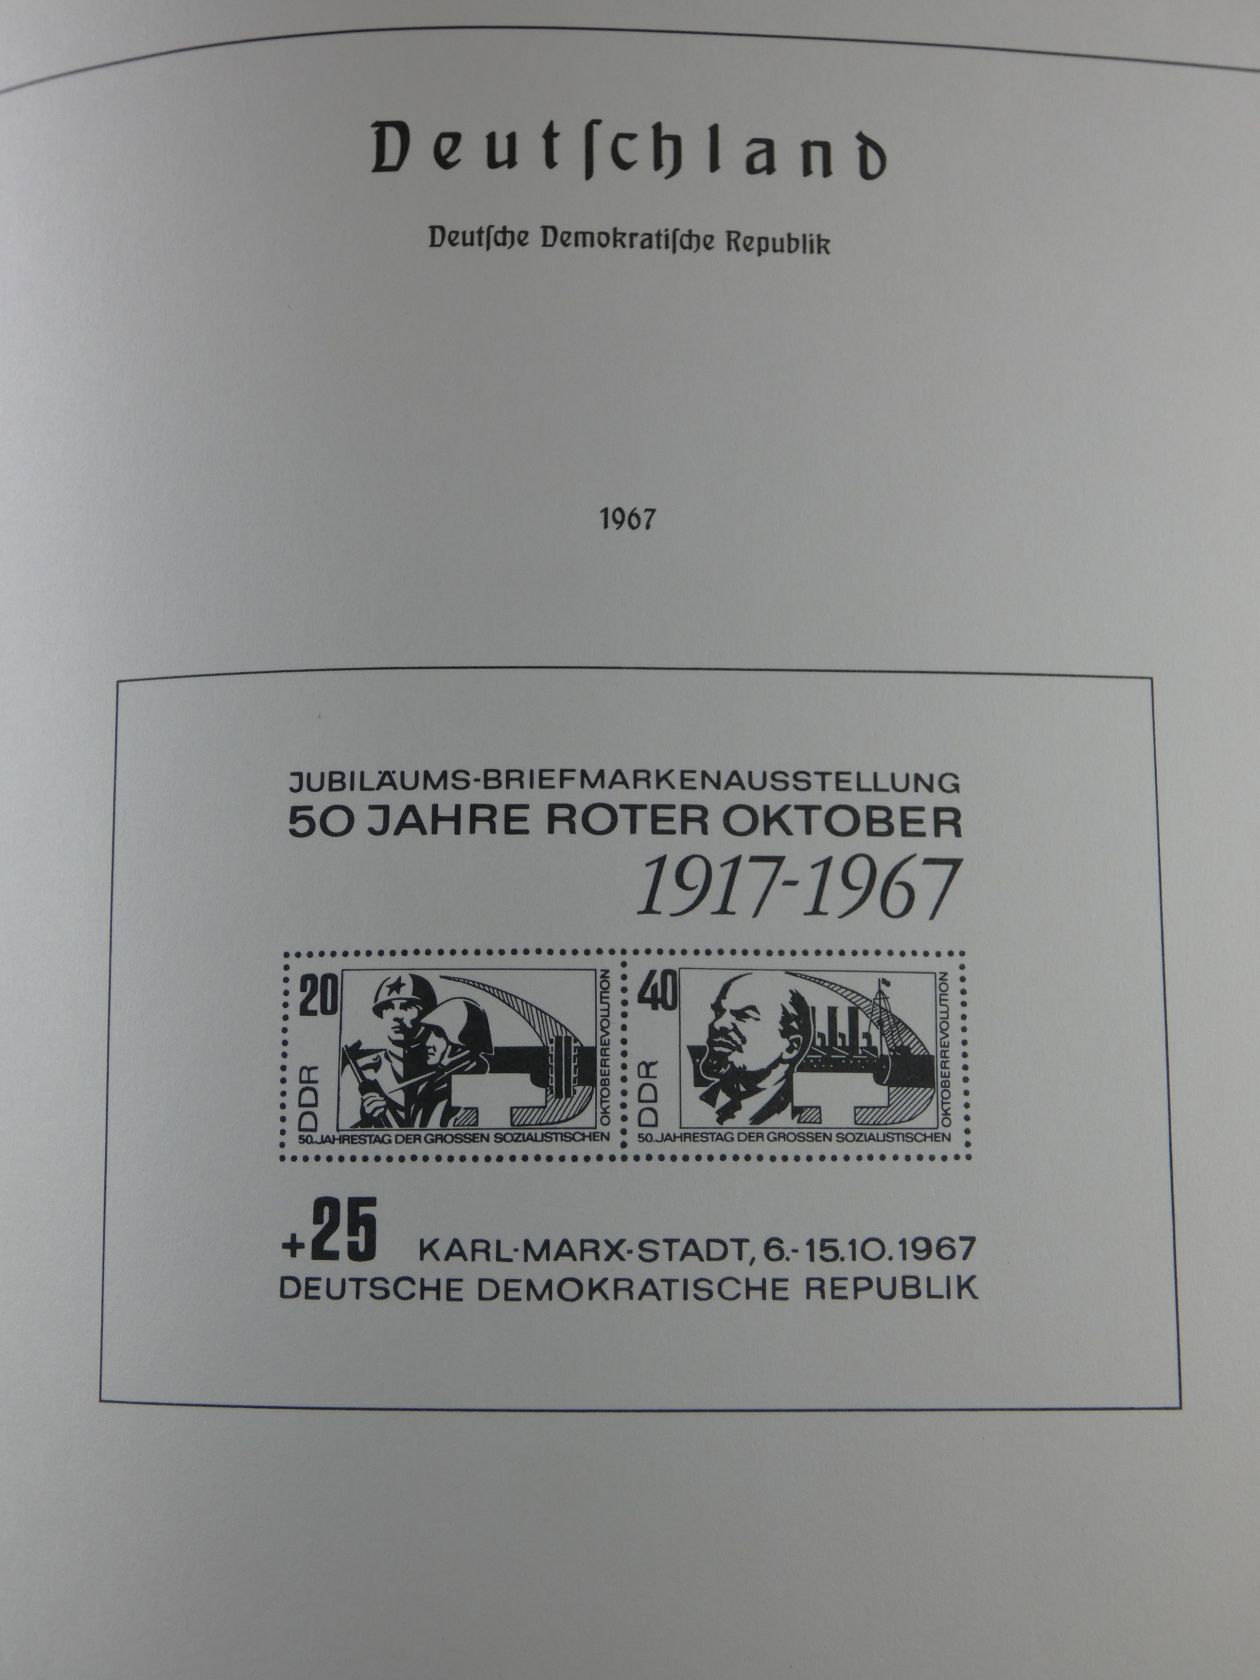 Deutſchland
Deutſche Demokratiſche Republik
1967
JUBILÄUMS-BRIEFMARKENAUSSTELLUNG
50 JAHRE ROTER OKTOBER
1917-1967
20
DDR
50. JAHRESTAG DER GROSSEN SOZIALISTISCHEN
OKTOBERREVOLUTION
40
DDR
50. JAHRESTAG DER GROSSEN SOZIALISTISCHEN
OKTOBERREVOLUTION
+25 KARL-MARX-STADT, 6.-15.10.1967
DEUTSCHE DEMOKRATISCHE REPUBLIK